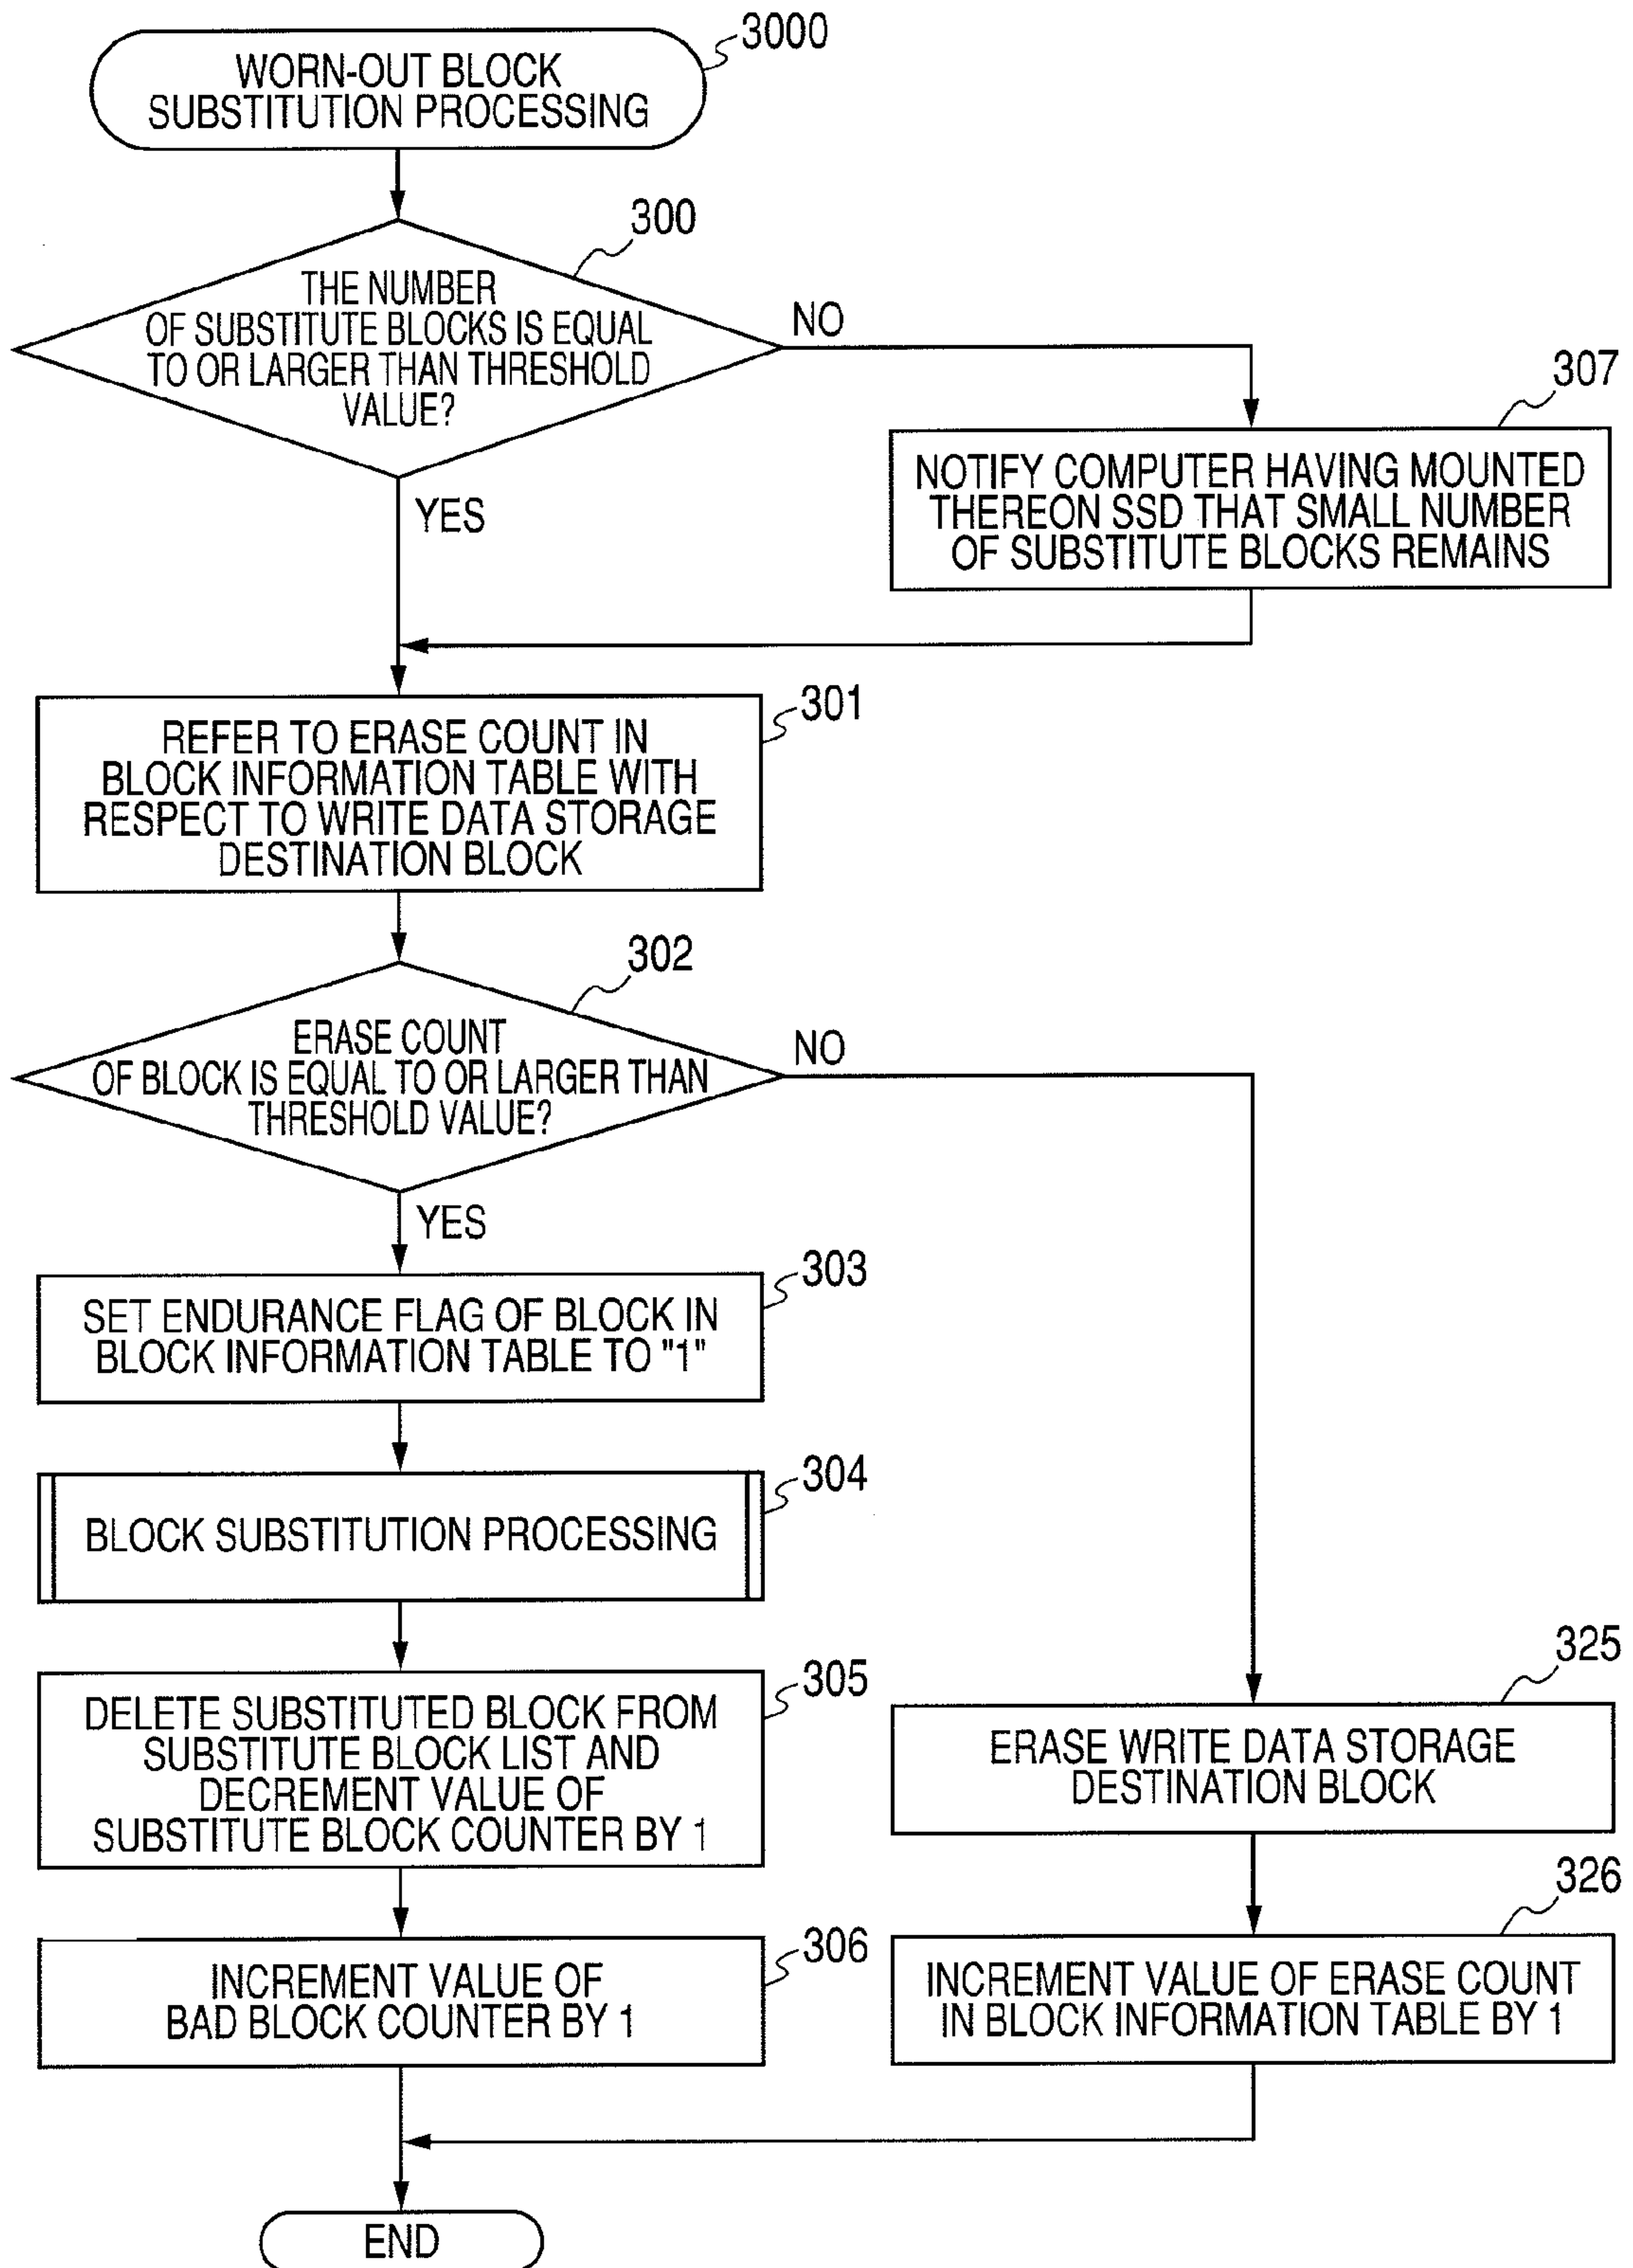 3000
WORN-OUT BLOCK
SUBSTITUTION PROCESSING
300
THE NUMBER
OF SUBSTITUTE BLOCKS IS EQUAL
TO OR LARGER THAN THRESHOLD
VALUE?
NO
YES
307
NOTIFY COMPUTER HAVING MOUNTED
THEREON SSD THAT SMALL NUMBER
OF SUBSTITUTE BLOCKS REMAINS
301
REFER TO ERASE COUNT IN
BLOCK INFORMATION TABLE WITH
RESPECT TO WRITE DATA STORAGE
DESTINATION BLOCK
302
ERASE COUNT
OF BLOCK IS EQUAL TO OR LARGER THAN
THRESHOLD VALUE?
NO
YES
303
SET ENDURANCE FLAG OF BLOCK IN
BLOCK INFORMATION TABLE TO "1"
304
BLOCK SUBSTITUTION PROCESSING
305
DELETE SUBSTITUTED BLOCK FROM
SUBSTITUTE BLOCK LIST AND
DECREMENT VALUE OF
SUBSTITUTE BLOCK COUNTER BY 1
325
ERASE WRITE DATA STORAGE
DESTINATION BLOCK
306
INCREMENT VALUE OF
BAD BLOCK COUNTER BY 1
326
INCREMENT VALUE OF ERASE COUNT
IN BLOCK INFORMATION TABLE BY 1
END